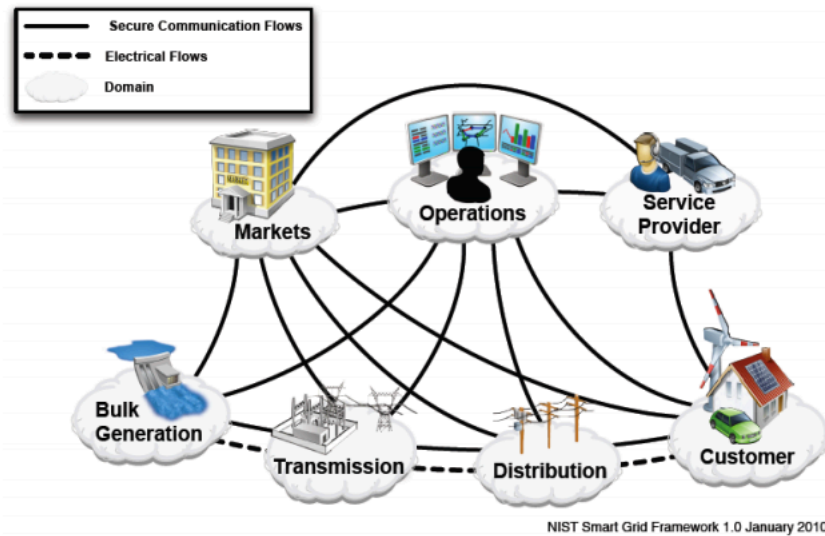 Secure Communication Flows
Electrical Flows
Domain
Markets
Operations
Service
Provider
Bulk
Generation
Transmission
Distribution
Customer
NIST Smart Grid Framework 1.0 January 2010